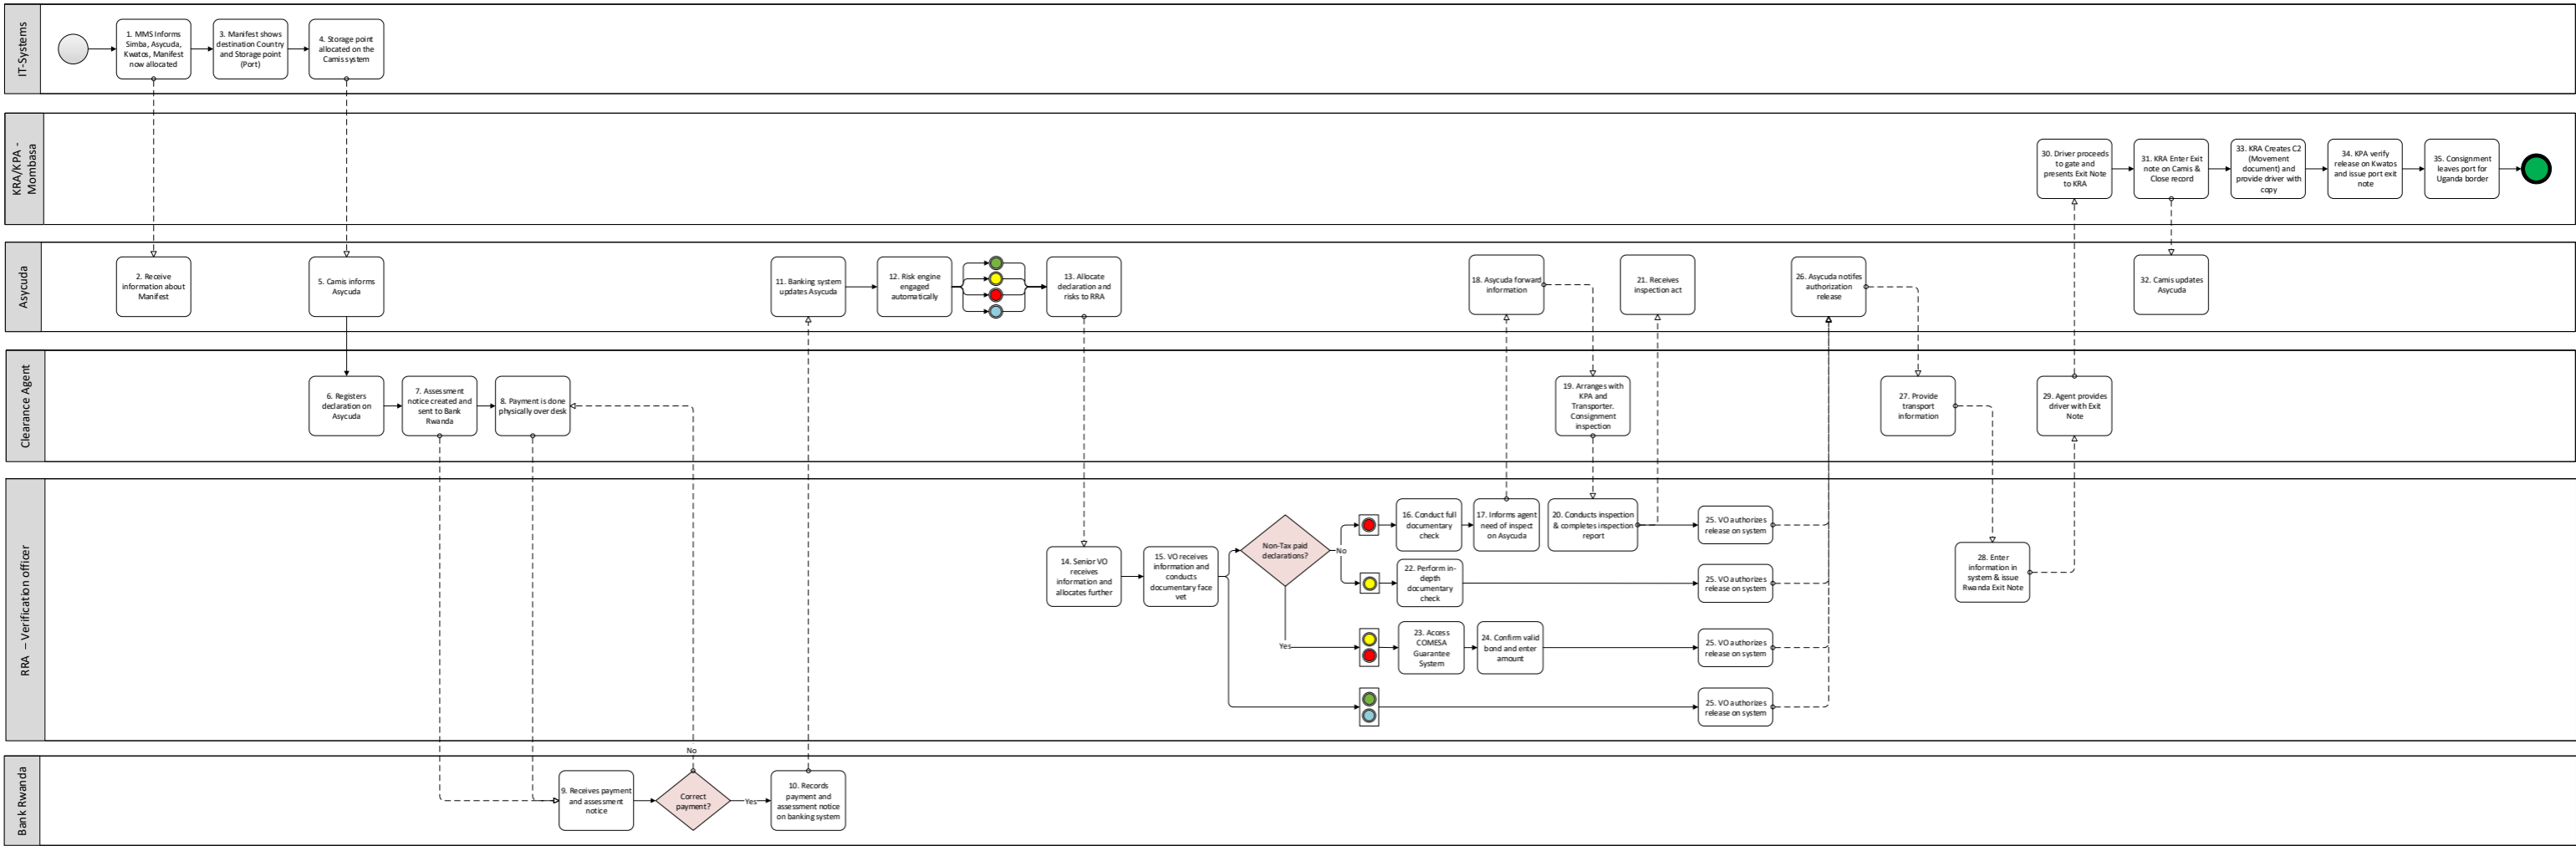 IT-Systems
1. MMS Informs
Simba, Asycuda,
Kwatos, Manifest
now allocated
3. Manifest shows
destination Country
and Storage point
(Port)
4. Storage point
allocated on the
Camis system
KRA/KPA -
Mombasa
30. Driver proceeds
to gate and
presents Exit Note
to KRA
31. KRA Enter Exit
note on Camis &
Close record
33. KRA Creates C2
(Movement
document) and
provide driver with
copy
34. KPA verify
release on Kwatos
and issue port exit
note
35. Consignment
leaves port for
Uganda border
Asycuda
2. Receive
information about
Manifest
5. Camis informs
Asycuda
11. Banking system
updates Asycuda
12. Risk engine
engaged
automatically
13. Allocate
declaration and
risks to RRA
18. Asycuda forward
information
21. Receives
inspection act
26. Asycuda notifes
authorization
release
32. Camis updates
Asycuda
Clearance Agent
6. Registers
declaration on
Asycuda
7. Assessment
notice created and
sent to Bank
Rwanda
8. Payment is done
physically over desk
19. Arranges with
KPA and
Transporter.
Consignment
inspection
27. Provide
transport
information
29. Agent provides
driver with Exit
Note
RRA – Verification officer
14. Senior VO
receives
information and
allocates further
15. VO receives
information and
conducts
documentary face
vet
Non-Tax paid
declarations?
No
Yes
16. Conduct full
documentary
check
17. Informs agent
need of inspect
on Asycuda
20. Conducts inspection
& completes inspection
report
25. VO authorizes
release on system
22. Perform in-
depth
documentary
check
25. VO authorizes
release on system
23. Access
COMESA
Guarantee
System
24. Confirm valid
bond and enter
amount
25. VO authorizes
release on system
25. VO authorizes
release on system
28. Enter
information in
system & issue
Rwanda Exit Note
Bank Rwanda
9. Receives payment
and assessment
notice
No
Correct
payment?
Yes
10. Records
payment and
assessment notice
on banking system